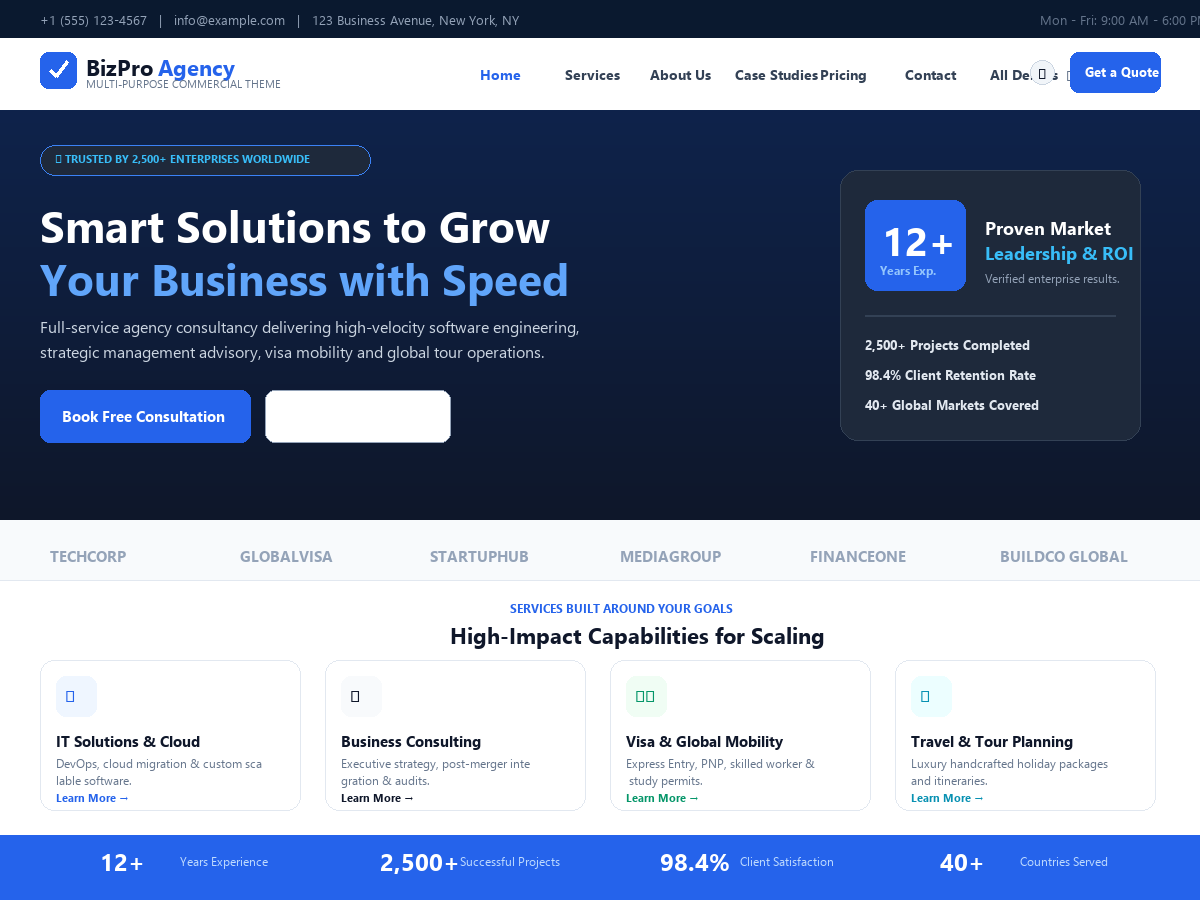 +1 (555) 123-4567 | info@example.com | 123 Business Avenue, New York, NY
Mon - Fri: 9:00 AM - 6:00 P
BizPro Agency
MULTI-PURPOSE COMMERCIAL THEME
Home Services About Us Case Studies Pricing Contact All
Get a Quote
TRUSTED BY 2,500+ ENTERPRISES WORLDWIDE
Smart Solutions to Grow
Your Business with Speed
Full-service agency consultancy delivering high-velocity software engineering,
strategic management advisory, visa mobility and global tour operations.
Book Free Consultation
12+
Years Exp.
Proven Market
Leadership & ROI
Verified enterprise results.
2,500+ Projects Completed
98.4% Client Retention Rate
40+ Global Markets Covered
TECHCORP GLOBALVISA STARTUPHUB MEDIAGROUP FINANCEONE BUILDCO GLOBAL
SERVICES BUILT AROUND YOUR GOALS
High-Impact Capabilities for Scaling
IT Solutions & Cloud
DevOps, cloud migration & custom sca
lable software.
Learn More →
Business Consulting
Executive strategy, post-merger inte
gration & audits.
Learn More →
Visa & Global Mobility
Express Entry, PNP, skilled worker &
study permits.
Learn More →
Travel & Tour Planning
Luxury handcrafted holiday packages
and itineraries.
Learn More →
12+ Years Experience
2,500+ Successful Projects
98.4% Client Satisfaction
40+ Countries Served